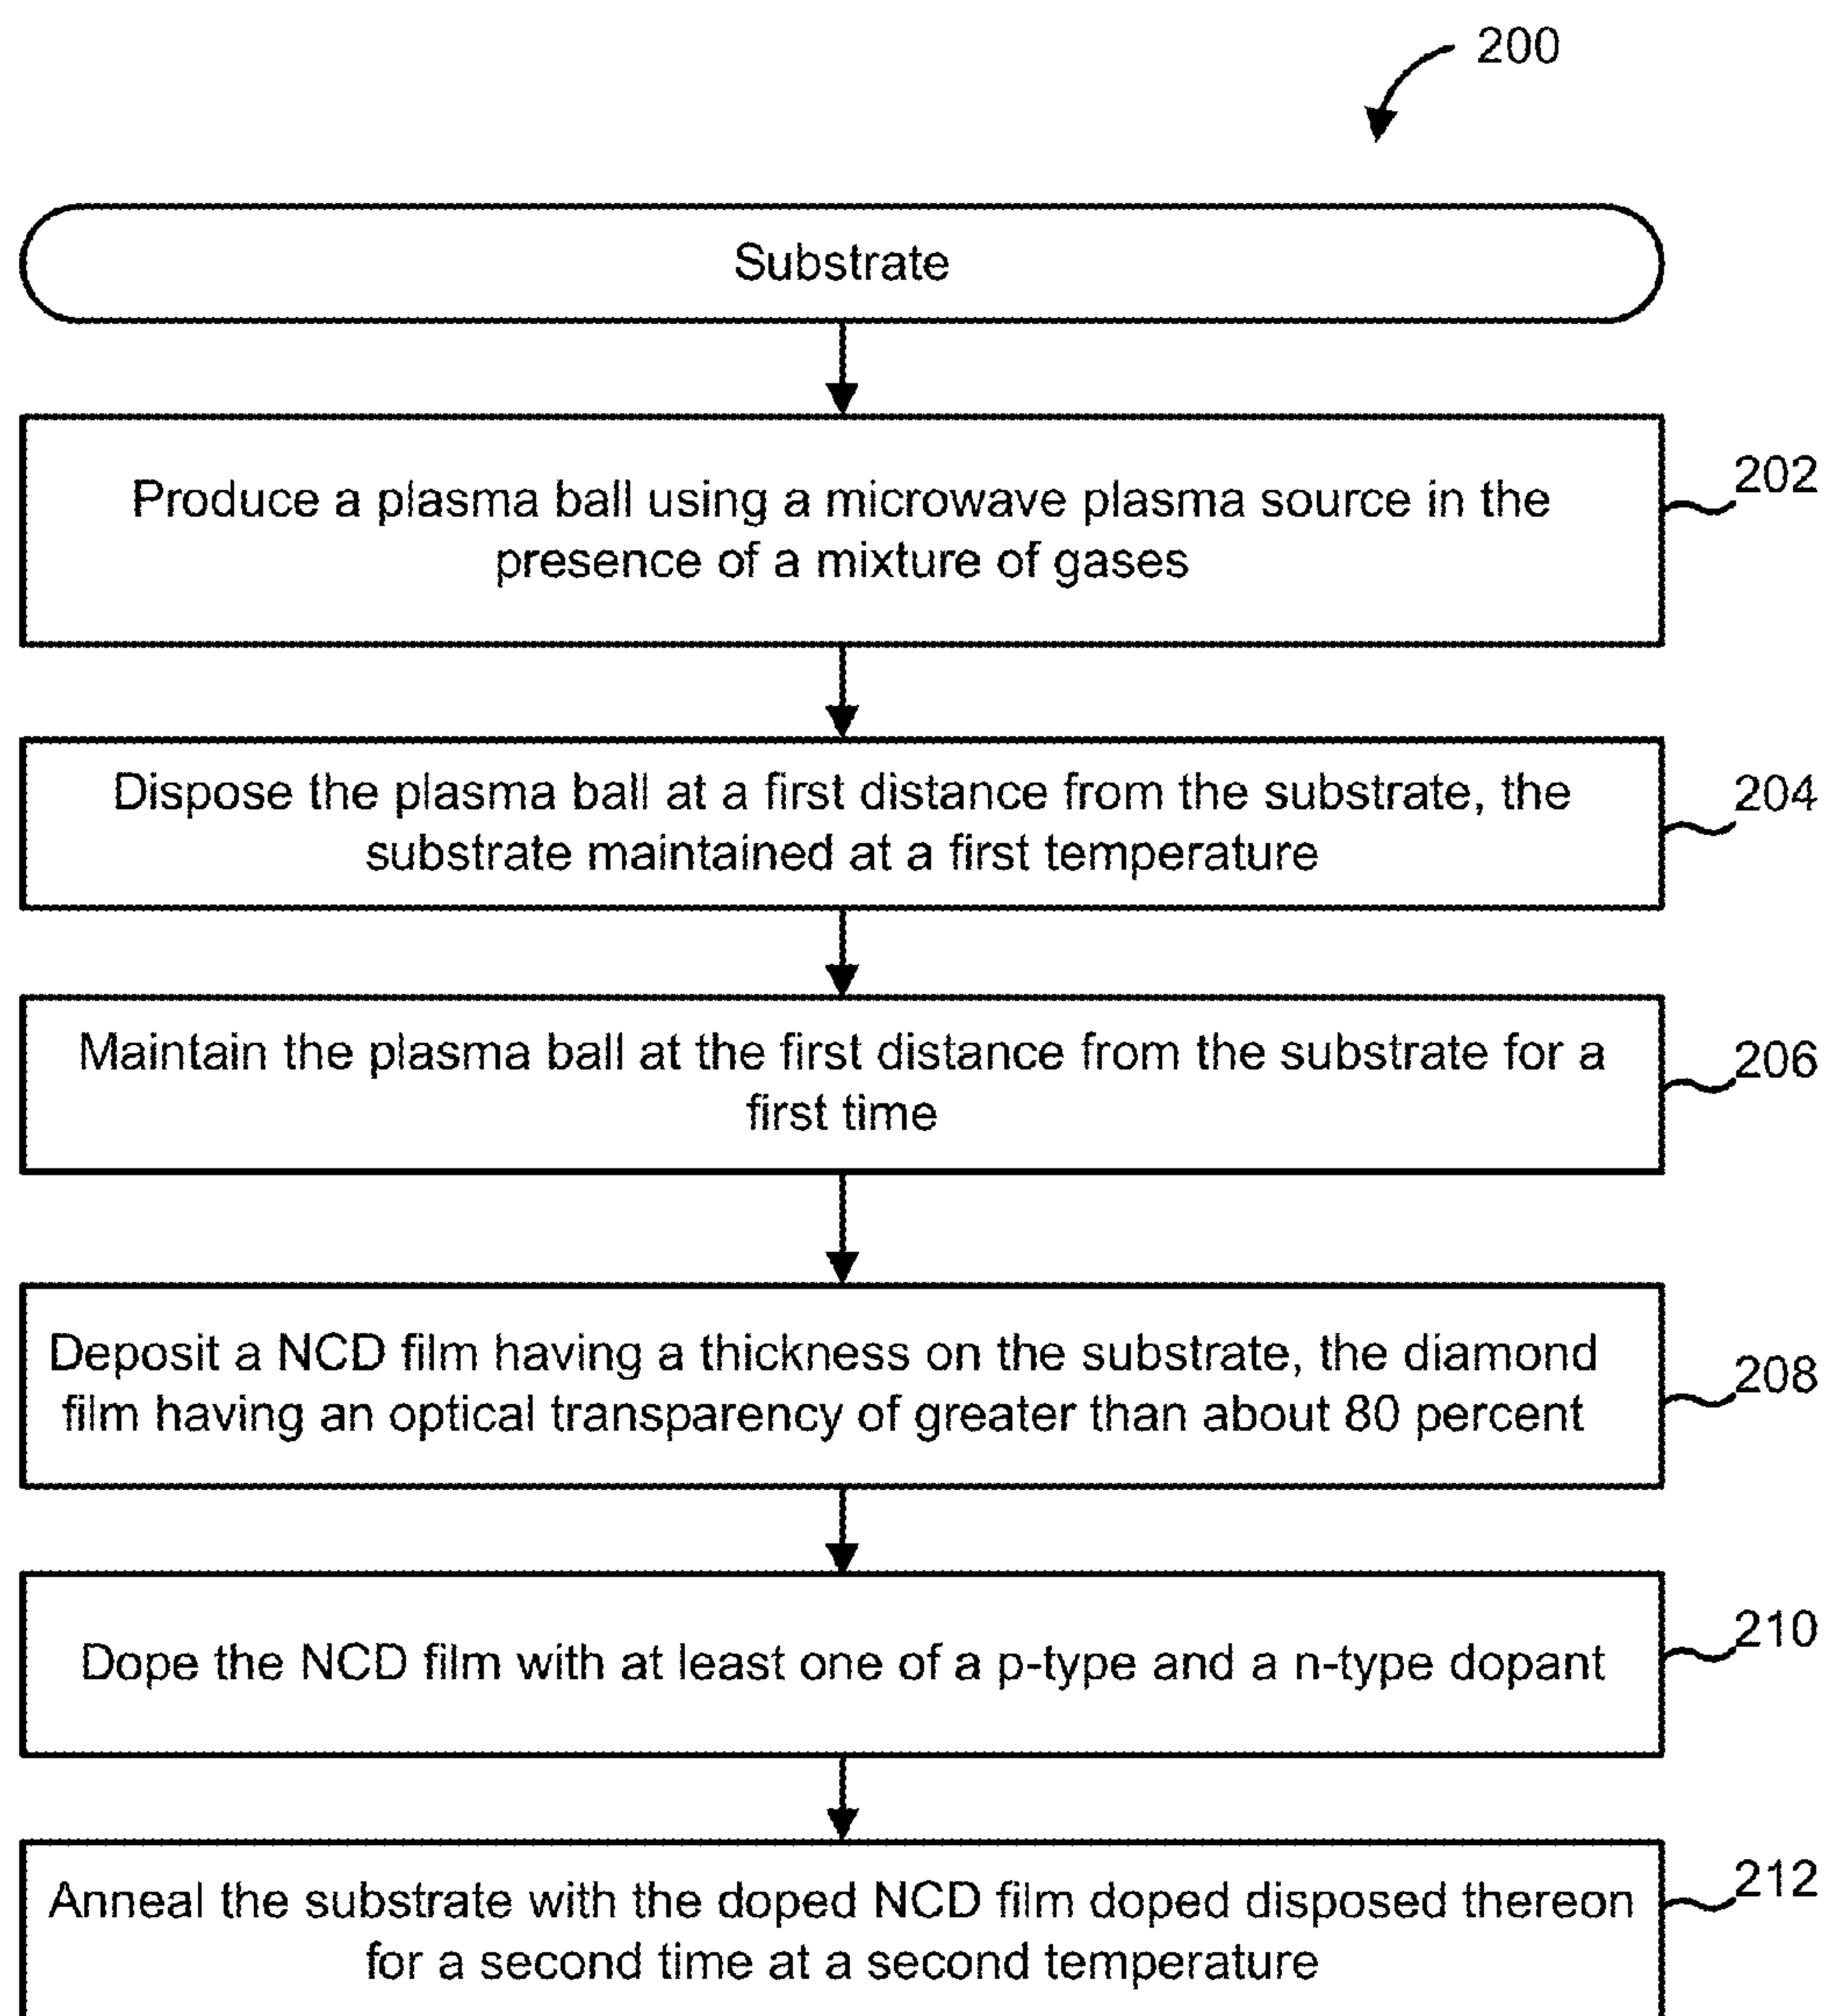 200
Substrate
Produce a plasma ball using a microwave plasma source in the
presence of a mixture of gases
202
Dispose the plasma ball at a first distance from the substrate, the
substrate maintained at a first temperature
204
Maintain the plasma ball at the first distance from the substrate for a
first time
206
Deposit a NCD film having a thickness on the substrate, the diamond
film having an optical transparency of greater than about 80 percent
208
Dope the NCD film with at least one of a p-type and a n-type dopant
210
Anneal the substrate with the doped NCD film doped disposed thereon
for a second time at a second temperature
212